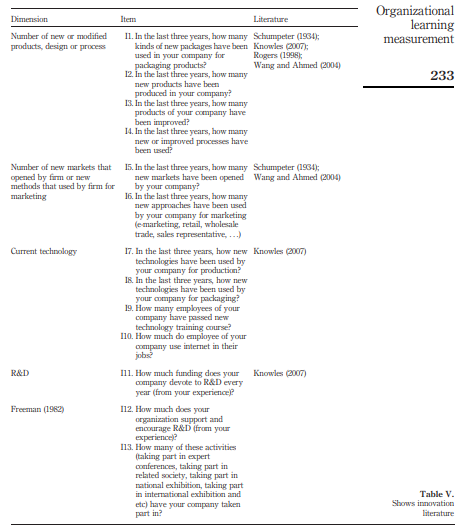 Organizational
learning
measurement
233
Dimension Item Literature
Number of new or modified
products, design or process
I1. In the last three years, how many
kinds of new packages have been
used in your company for
packaging products?
I2. In the last three years, how many
new products have been
produced in your company?
I3. In the last three years, how many
products of your company have
been improved?
I4. In the last three years, how many
new or improved processes have
been used?
Schumpeter (1934);
Knowles (2007);
Rogers (1998);
Wang and Ahmed (2004)
Number of new markets that
opened by firm or new
methods that used by firm for
marketing
I5. In the last three years, how many
new markets have been opened
by your company?
I6. In the last three years, how many
new approaches have been used
by your company for marketing
(e-marketing, retail, wholesale
trade, sales representative, ...)
Schumpeter (1934);
Wang and Ahmed (2004)
Current technology
I7. In the last three years, how new
technologies have been used by
your company for production?
I8. In the last three years, how new
technologies have been used by
your company for packaging?
I9. How many employees of your
company have passed new
technology training course?
I10. How much do employee of your
company use internet in their
jobs?
Knowles (2007)
R&D
I11. How much funding does your
company devote to R&D every
year (from your experience)?
Knowles (2007)
Freeman (1982)
I12. How much does your
organization support and
encourage R&D (from your
experience)?
I13. How many of these activities
(taking part in expert
conferences, taking part in
related society, taking part in
national exhibition, taking part
in international exhibition and
etc) have your company taken
part in?
Table V.
Shows innovation
literature